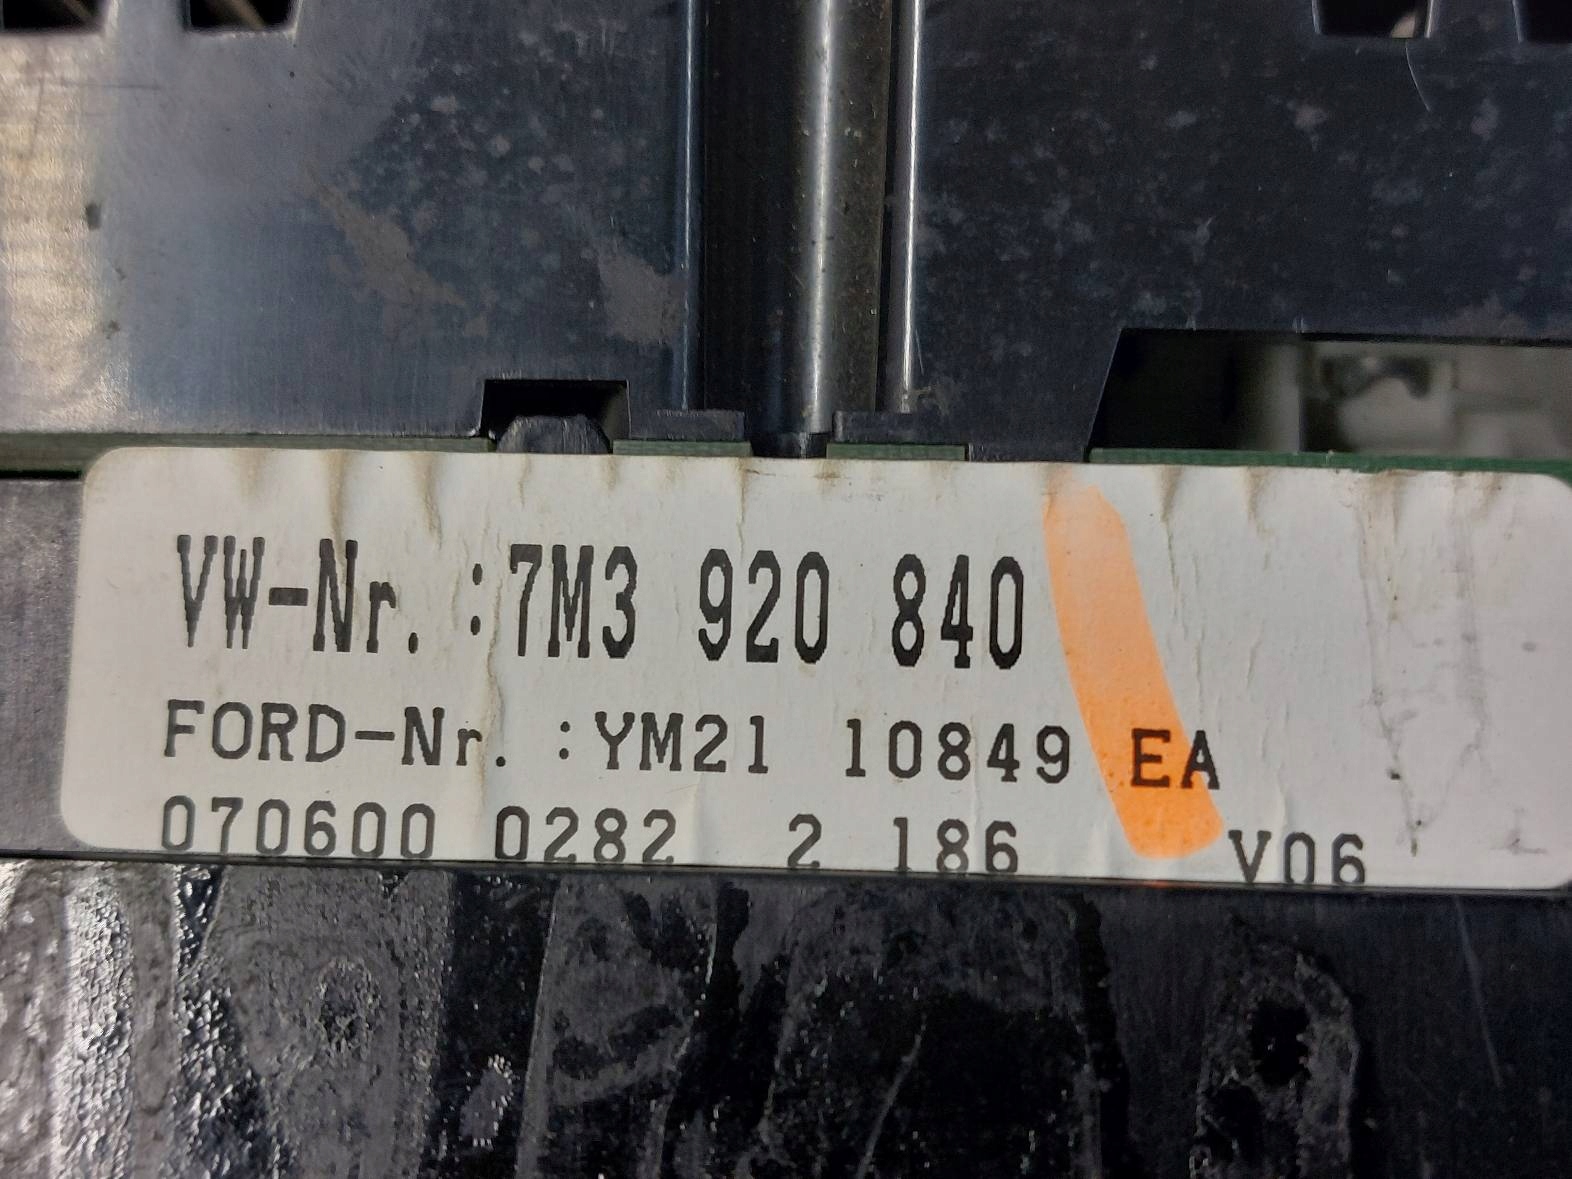 VW-Nr. :7M3 920 840
FORD-Nr. :YM21 10849 EA
070600 0282 2 186 V06